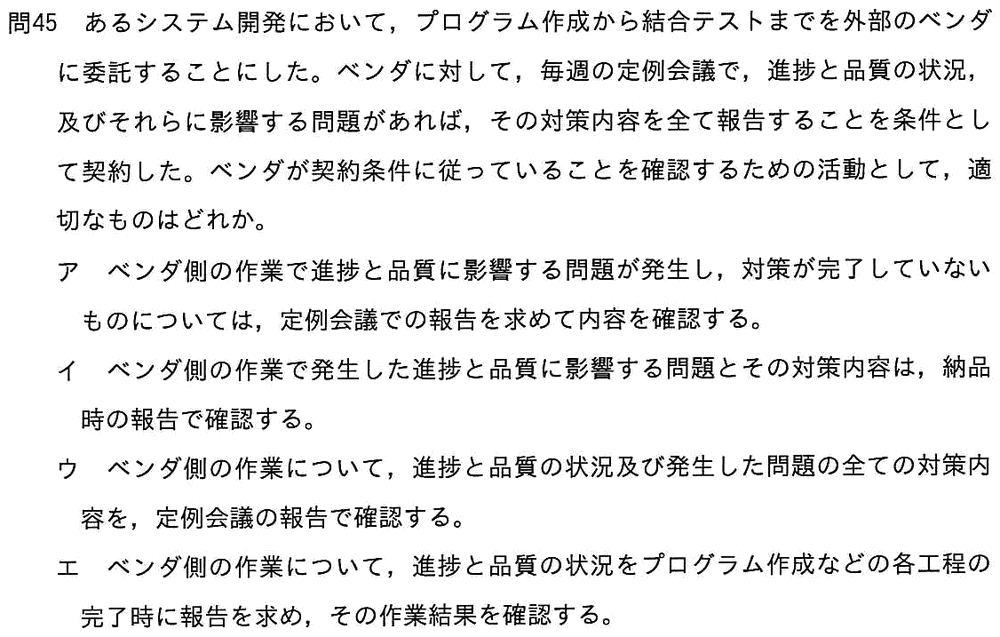 問45 あるシステム開発において，プログラム作成から結合テストまでを外部のベンダ
に委託することにした。ベンダに対して，毎週の定例会議で，進捗と品質の状況，
及びそれらに影響する問題があれば，その対策内容を全て報告することを条件とし
て契約した。ベンダが契約条件に従っていることを確認するための活動として，適
切なものはどれか。
ア ベンダ側の作業で進捗と品質に影響する問題が発生し，対策が完了していない
ものについては，定例会議での報告を求めて内容を確認する。
イ ベンダ側の作業で発生した進捗と品質に影響する問題とその対策内容は，納品
時の報告で確認する。
ウ ベンダ側の作業について，進捗と品質の状況及び発生した問題の全ての対策内
容を，定例会議の報告で確認する。
エ ベンダ側の作業について，進捗と品質の状況をプログラム作成などの各工程の
完了時に報告を求め，その作業結果を確認する。